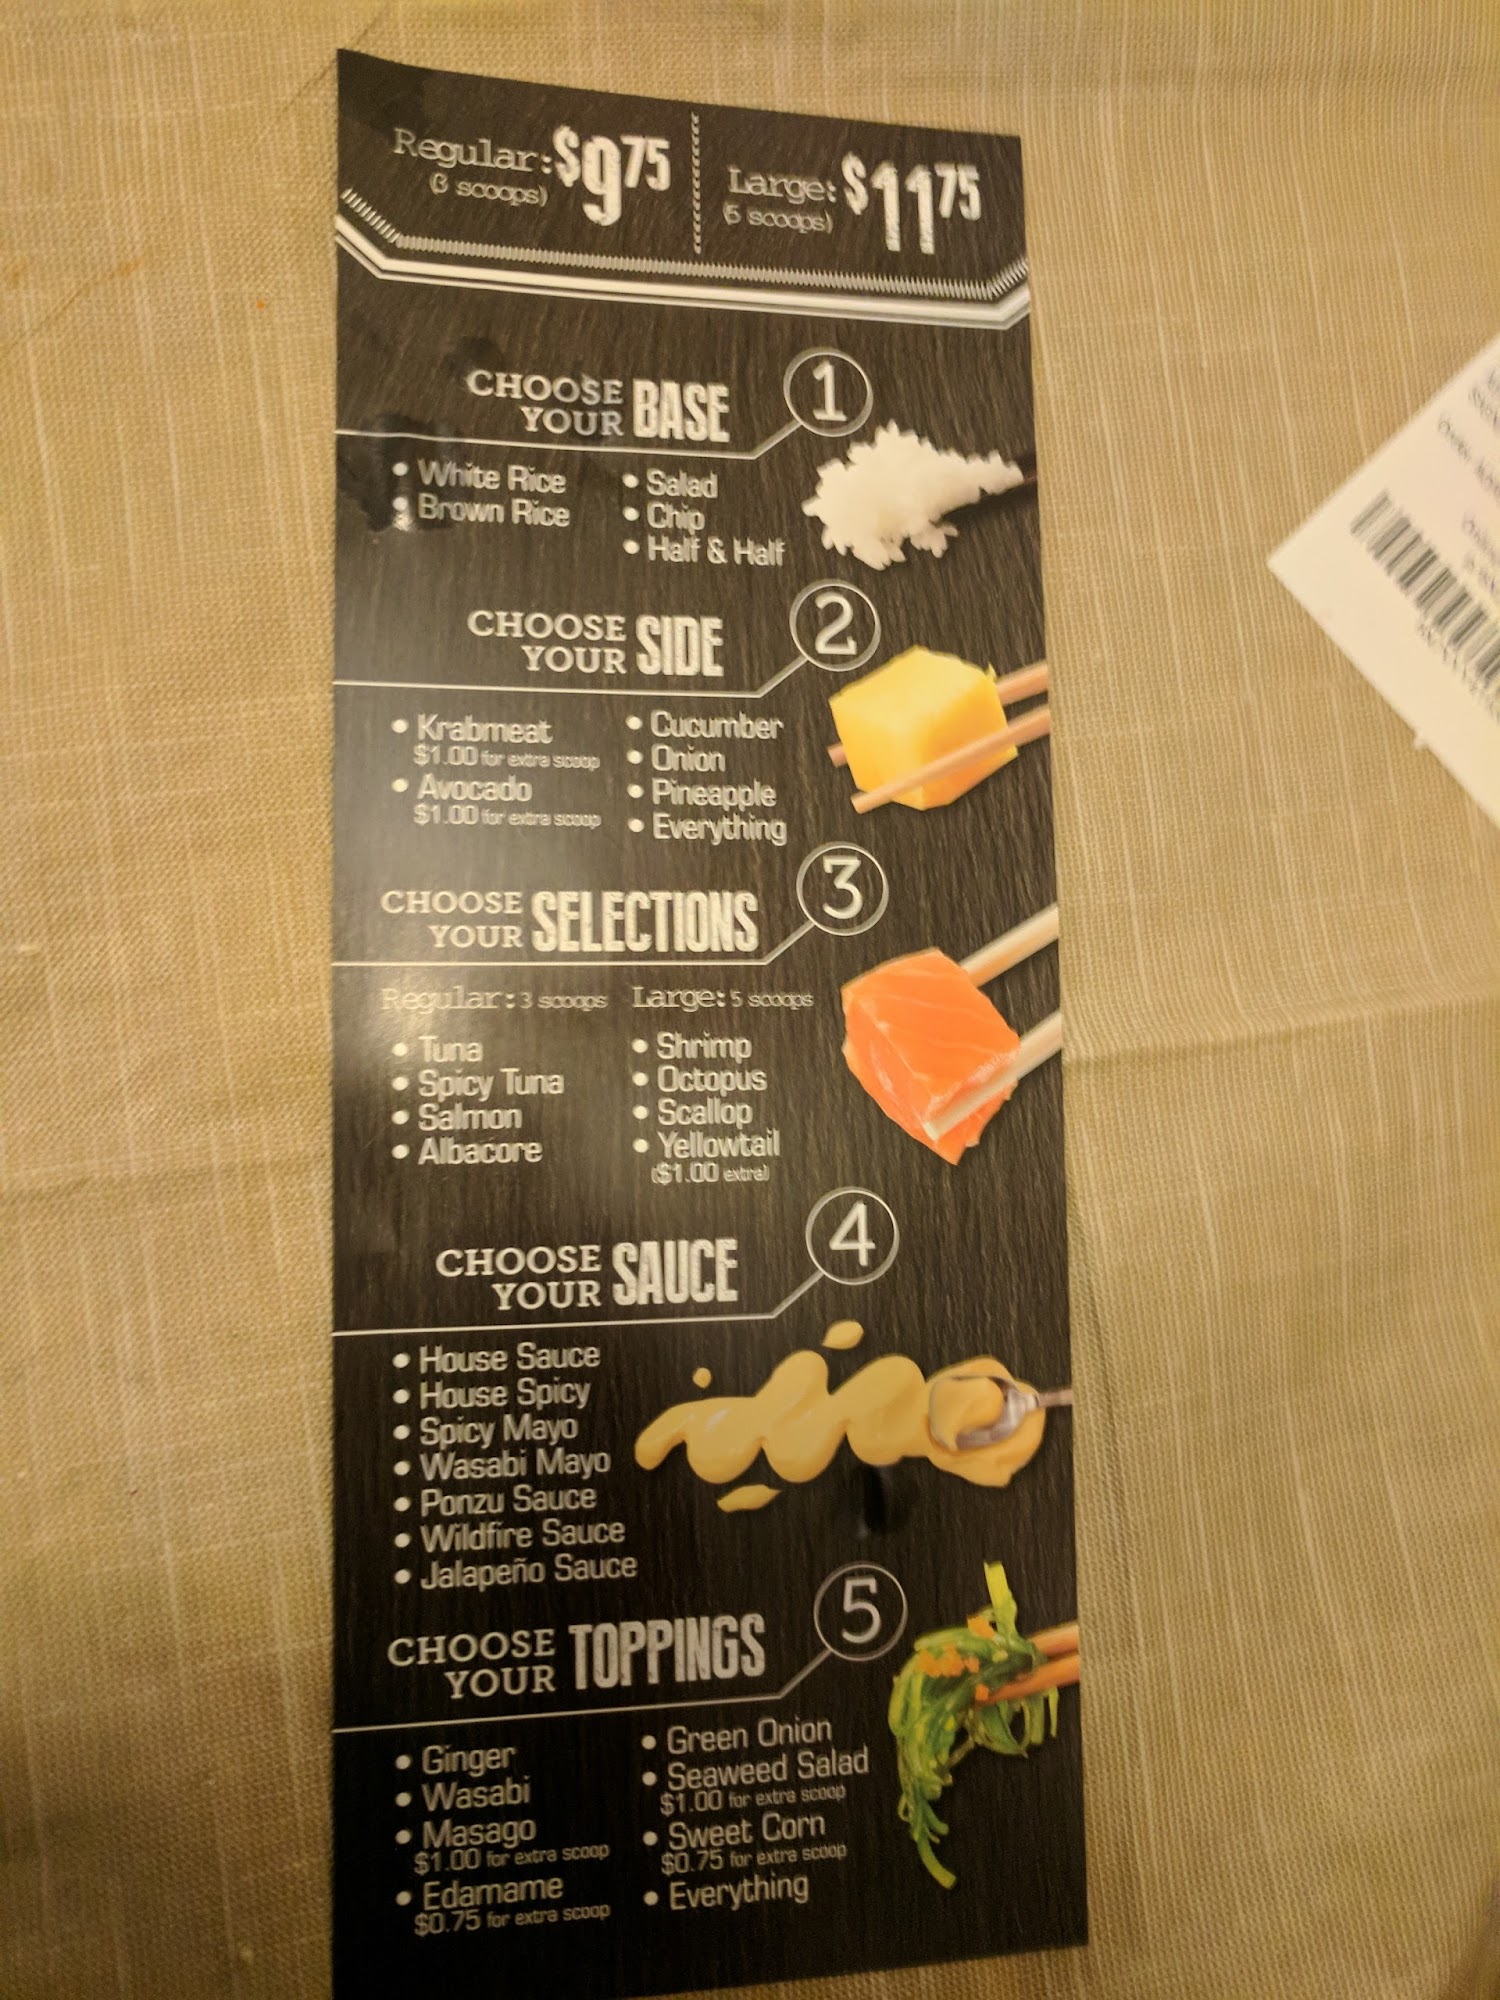 Regular: $9.75
(3 scoops)
Large: $11.75
(5 scoops)
CHOOSE YOUR BASE
1
• White Rice
• Brown Rice
• Salad
• Chip
• Half & Half
CHOOSE YOUR SIDE
2
• Krabmeat
$1.00 for extra scoop
• Avocado
$1.00 for extra scoop
• Cucumber
• Onion
• Pineapple
• Everything
CHOOSE YOUR SELECTIONS
3
Regular: 3 scoops Large: 5 scoops
• Tuna
• Spicy Tuna
• Salmon
• Albacore
• Shrimp
• Octopus
• Scallop
• Yellowtail
($1.00 extra)
CHOOSE YOUR SAUCE
4
• House Sauce
• House Spicy
• Spicy Mayo
• Wasabi Mayo
• Ponzu Sauce
• Wildfire Sauce
• Jalapeño Sauce
CHOOSE YOUR TOPPINGS
5
• Ginger
• Wasabi
• Masago
$1.00 for extra scoop
• Edamame
$0.75 for extra scoop
• Green Onion
• Seaweed Salad
$1.00 for extra scoop
• Sweet Corn
$0.75 for extra scoop
• Everything